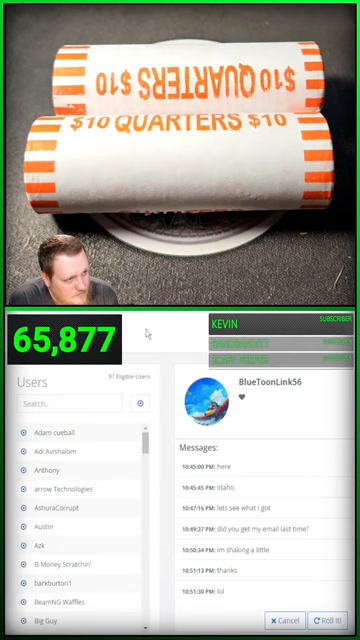 $10 QUARTERS $10
$10 QUARTERS $10
65,877
KEVIN
SUBSCRIBER
Users
97 Eligible Users
Search...
Adam cueball
Adi Avishalom
Anthony
arrow Technologies
AshuraCorrupt
Austin
Azk
B-Money Scratchin'
barkburton1
BeamNG Waffles
Big Guy
BlueToonLink56
Messages:
10:45:00 PM: here
10:45:45 PM: idaho
10:47:16 PM: lets see what I got
10:49:37 PM: did you get my email last time?
10:50:34 PM: im shaking a little
10:51:13 PM: thanks
10:51:30 PM: lol
Cancel
Roll It!